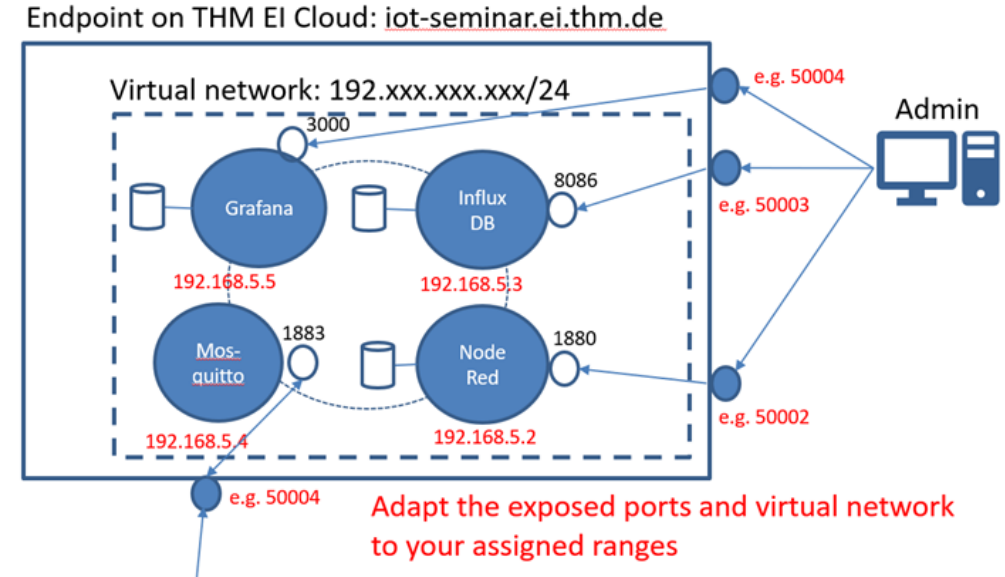 Endpoint on THM EI Cloud: iot-seminar.ei.thm.de
e.g. 50004
Virtual network: 192.xxx.xxx.xxx/24
Admin
3000
8086
Grafana
Influx
DB
e.g. 50003
192.168.5.5
192.168.5.3
1883
1880
Mos-
quitto
Node
Red
192.168.5.4
192.168.5.2
e.g. 50002
e.g. 50004
Adapt the exposed ports and virtual network
to your assigned ranges